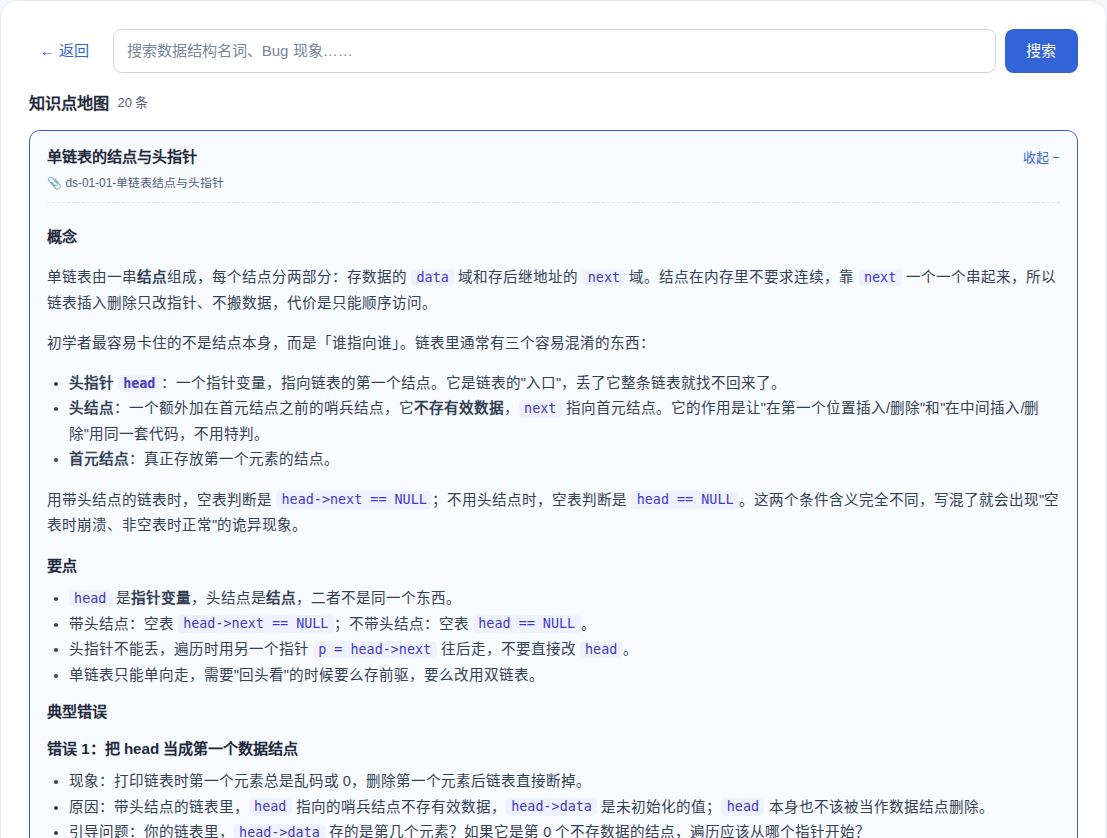 ← 返回
搜索数据结构名词、Bug 现象……
搜索
知识点地图 20 条
单链表的结点与头指针
收起 −
📎 ds-01-01-单链表结点与头指针
概念
单链表由一串结点组成，每个结点分两部分：存数据的 data 域和存后继地址的 next 域。结点在内存里不要求连续，靠 next 一个一个串起来，所以
链表插入删除只改指针、不搬数据，代价是只能顺序访问。
初学者最容易卡住的不是结点本身，而是「谁指向谁」。链表里通常有三个容易混淆的东西：
• 头指针 head：一个指针变量，指向链表的第一个结点。它是链表的"入口"，丢了它整条链表就找不回来了。
• 头结点：一个额外加在首元结点之前的哨兵结点，它不存有效数据，next 指向首元结点。它的作用是让"在第一个位置插入/删除"和"在中间插入/删
除"用同一套代码，不用特判。
• 首元结点：真正存放第一个元素的结点。
用带头结点的链表时，空表判断是 head->next == NULL；不用头结点时，空表判断是 head == NULL。这两个条件含义完全不同，写混了就会出现"空
表时崩溃、非空表时正常"的诡异现象。
要点
• head 是指针变量，头结点是结点，二者不是同一个东西。
• 带头结点：空表 head->next == NULL；不带头结点：空表 head == NULL。
• 头指针不能丢，遍历时用另一个指针 p = head->next 往后走，不要直接改 head。
• 单链表只能单向走，需要"回头看"的时候要么存前驱，要么改用双链表。
典型错误
错误 1：把 head 当成第一个数据结点
• 现象：打印链表时第一个元素总是乱码或 0，删除第一个元素后链表直接断掉。
• 原因：带头结点的链表里，head 指向的哨兵结点不存有效数据，head->data 是未初始化的值；head 本身也不该被当作数据结点删除。
• 引导问题：你的链表里，head->data 存的是第几个元素？如果它是第 0 个不存数据的结点，遍历应该从哪个指针开始？